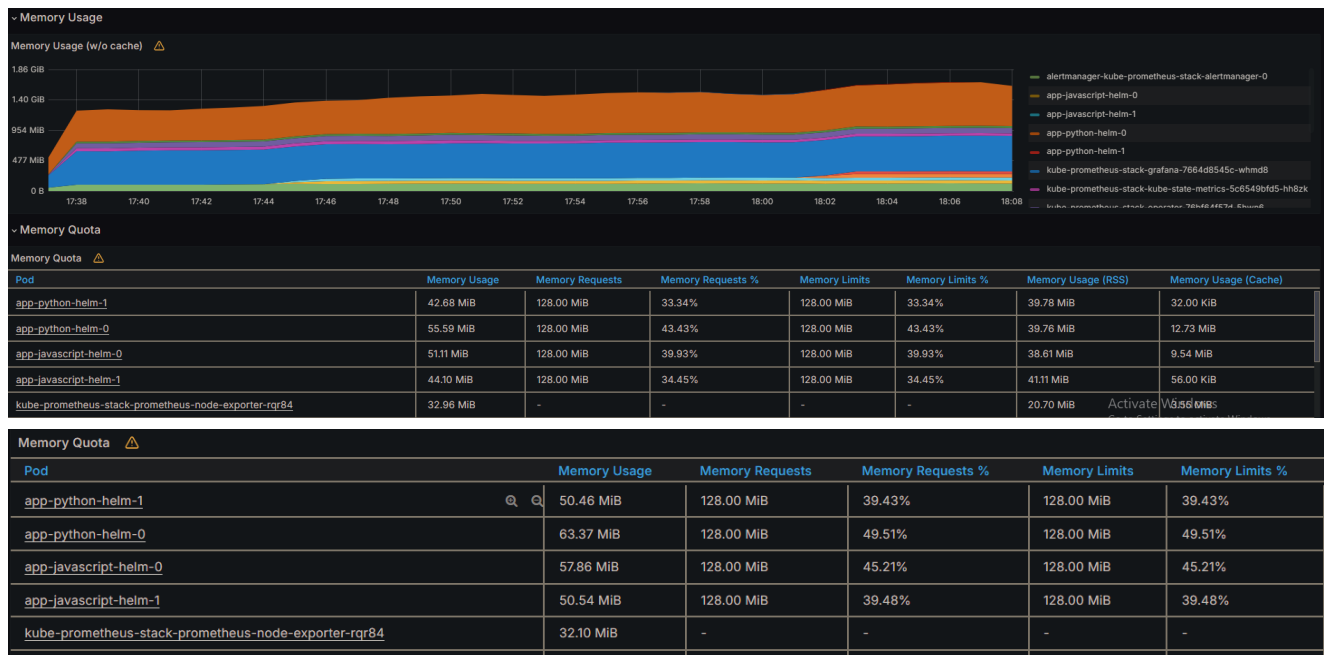 Memory Usage
Memory Usage (w/o cache)
1.86 GiB
1.40 GiB
954 MiB
477 MiB
0 B
17:38 17:40 17:42 17:44 17:46 17:48 17:50 17:52 17:54 17:56 17:58 18:00 18:02 18:04 18:06 18:08
alertmanager-kube-prometheus-stack-alertmanager-0
app-javascript-helm-0
app-javascript-helm-1
app-python-helm-0
app-python-helm-1
kube-prometheus-stack-grafana-7664d8545c-whmd8
kube-prometheus-stack-kube-state-metrics-5c6549bfd5-hh8zk
Memory Quota
Memory Quota
Pod Memory Usage Memory Requests Memory Requests % Memory Limits Memory Limits % Memory Usage (RSS) Memory Usage (Cache)
app-python-helm-1 42.68 MiB 128.00 MiB 33.34% 128.00 MiB 33.34% 39.78 MiB 32.00 KiB
app-python-helm-0 55.59 MiB 128.00 MiB 43.43% 128.00 MiB 43.43% 39.76 MiB 12.73 MiB
app-javascript-helm-0 51.11 MiB 128.00 MiB 39.93% 128.00 MiB 39.93% 38.61 MiB 9.54 MiB
app-javascript-helm-1 44.10 MiB 128.00 MiB 34.45% 128.00 MiB 34.45% 41.11 MiB 56.00 KiB
kube-prometheus-stack-prometheus-node-exporter-rqr84 32.96 MiB - - - - 20.70 MiB
Activate Windows
Memory Quota
Pod Memory Usage Memory Requests Memory Requests % Memory Limits Memory Limits %
app-python-helm-1 50.46 MiB 128.00 MiB 39.43% 128.00 MiB 39.43%
app-python-helm-0 63.37 MiB 128.00 MiB 49.51% 128.00 MiB 49.51%
app-javascript-helm-0 57.86 MiB 128.00 MiB 45.21% 128.00 MiB 45.21%
app-javascript-helm-1 50.54 MiB 128.00 MiB 39.48% 128.00 MiB 39.48%
kube-prometheus-stack-prometheus-node-exporter-rqr84 32.10 MiB - - - -